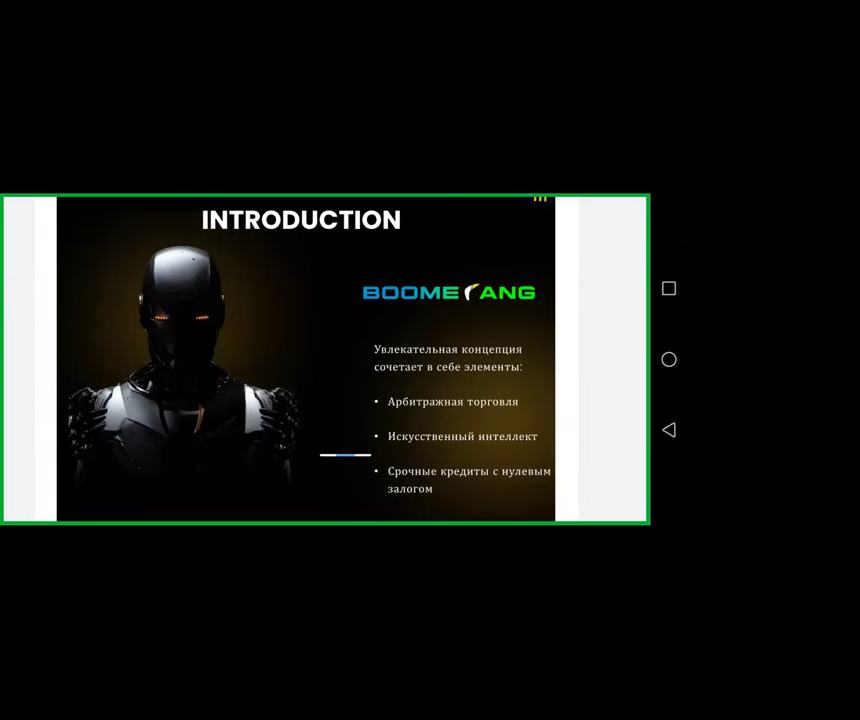 INTRODUCTION
BOOMERANG
Увлекательная концепция
сочетает в себе элементы:
• Арбитражная торговля
• Искусственный интеллект
• Срочные кредиты с нулевым
залогом